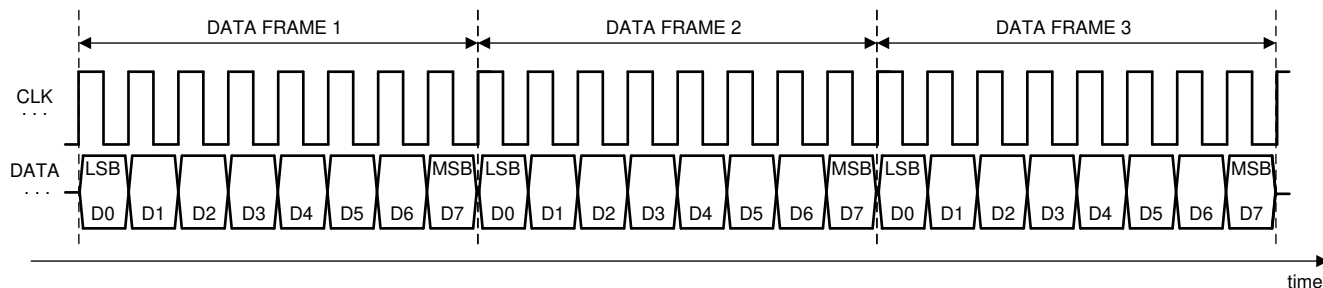 DATA FRAME 1 DATA FRAME 2 DATA FRAME 3
CLK
. . .
LSB MSB LSB MSB LSB MSB
DATA
. . .
D0 D1 D2 D3 D4 D5 D6 D7 D0 D1 D2 D3 D4 D5 D6 D7 D0 D1 D2 D3 D4 D5 D6 D7
time